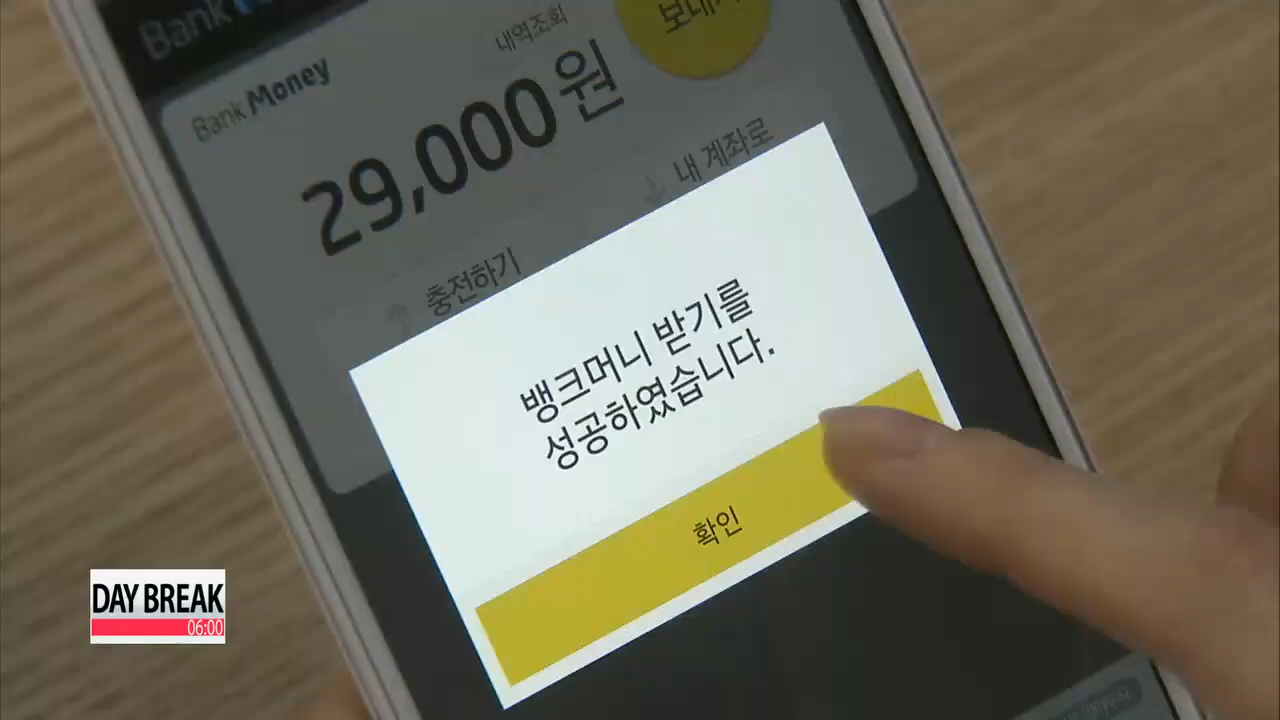 Bank
내역조회
보내기
Bank Money
29,000원
내 계좌로
충전하기
뱅크머니 받기를
성공하였습니다.
확인
DAY BREAK
06:00